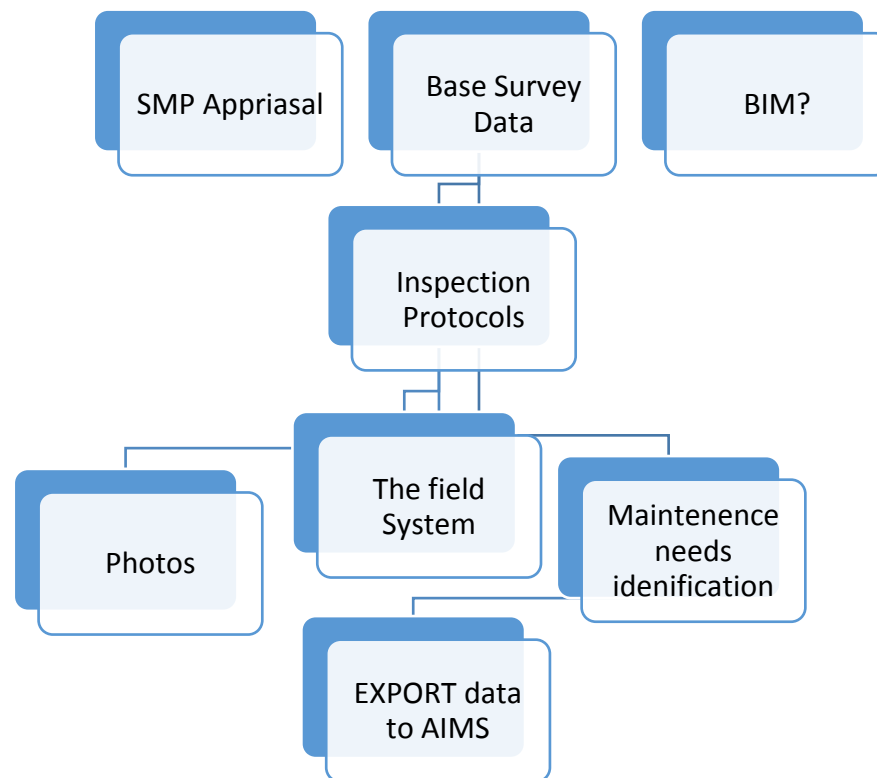 SMP Appriasal
Base Survey
Data
BIM?
Inspection
Protocols
The field
System
Photos
Maintenence
needs
idenification
EXPORT data
to AIMS